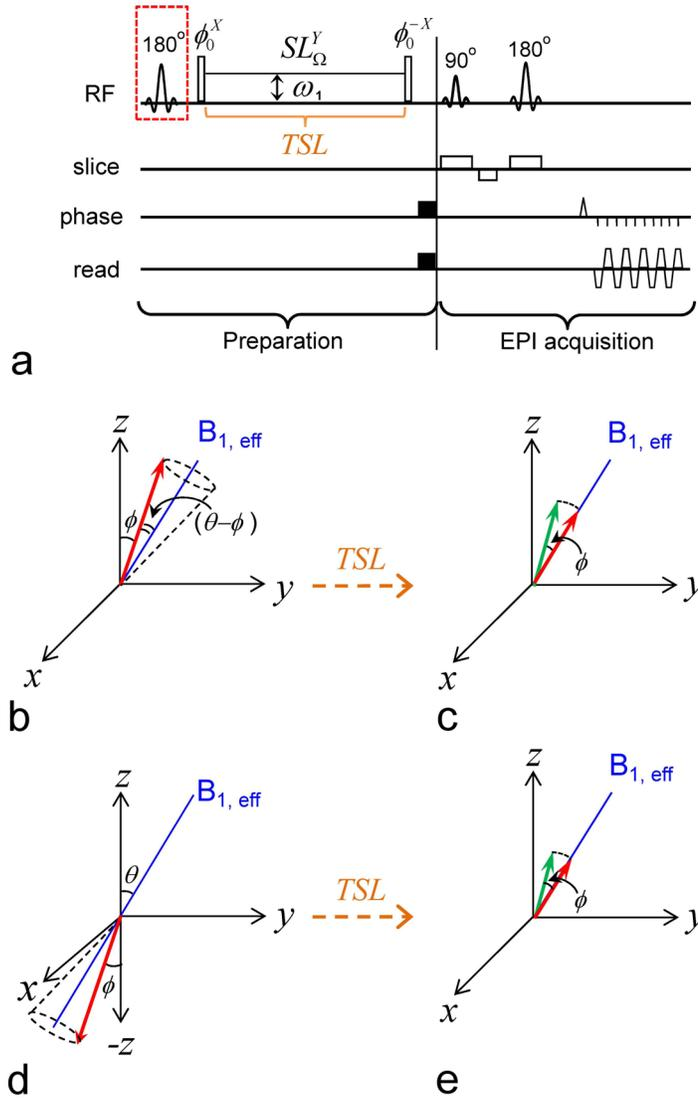 180° ϕ₀ˣ SL_Ω^Y ϕ₀⁻ˣ 90° 180°
RF ω₁
TSL
slice
phase
read
Preparation EPI acquisition
a
z B1, eff z B1, eff
ϕ (θ−ϕ) ϕ
TSL
y y
x x
b c
z B1, eff z B1, eff
θ TSL ϕ
y y
x ϕ x
-z
d e